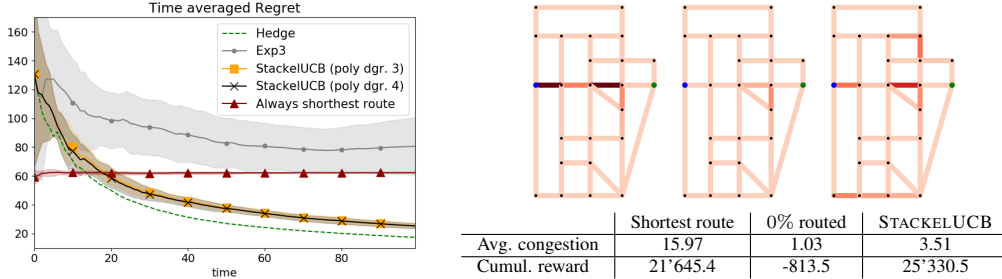 Time averaged Regret
160
140
120
100
80
60
40
20
Hedge
Exp3
StackelUCB (poly dgr. 3)
StackelUCB (poly dgr. 4)
Always shortest route
0 20 40 60 80
time
Shortest route 0% routed STACKELUCB
Avg. congestion 15.97 1.03 3.51
Cumul. reward 21'645.4 -813.5 25'330.5